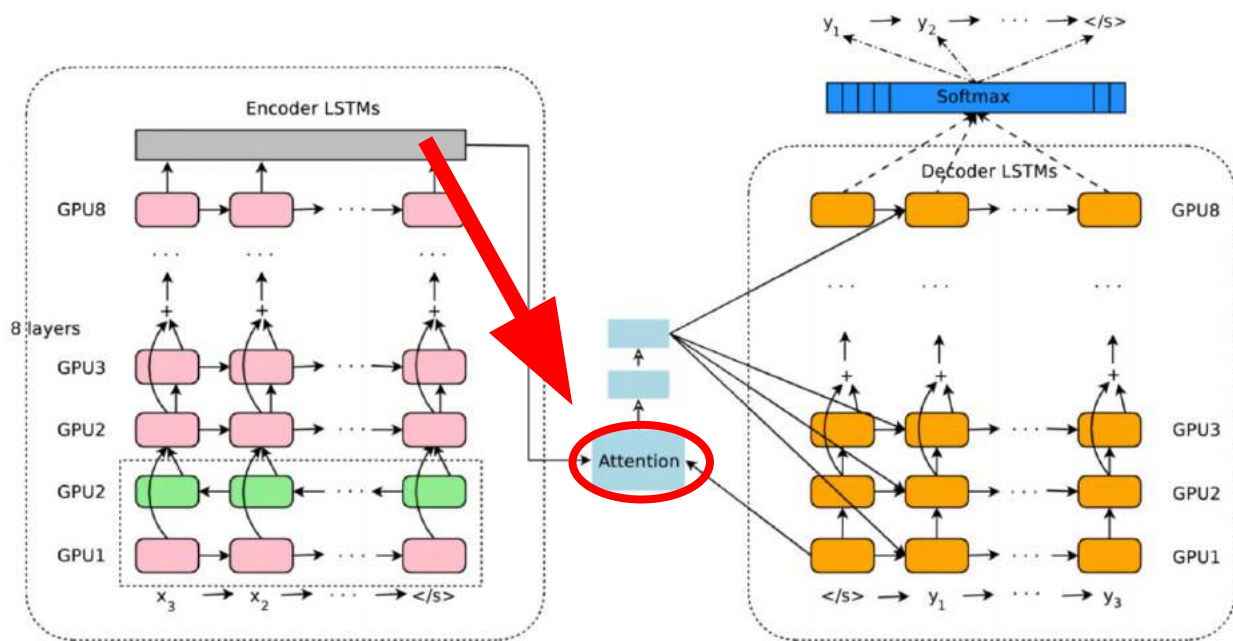 y1 y2 ... </s>
Softmax
Encoder LSTMs
Decoder LSTMs
GPU8 ... ... GPU8
... ... ... ...
+ + +
8 layers
GPU3 ...
+ +
GPU2 ... ... GPU3
Attention
GPU2 ... ... GPU2
GPU1 ... ... GPU1
x3 x2 ... </s>
</s> y1 ... y3